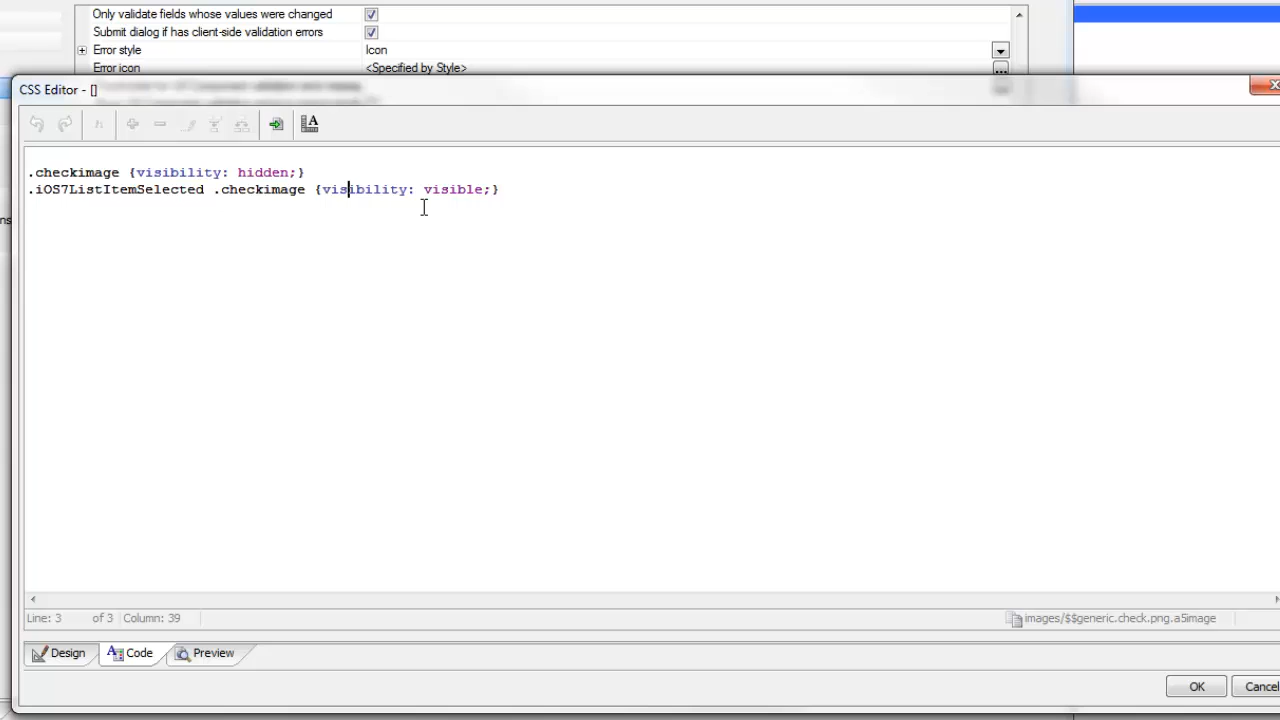 Only validate fields whose values were changed
Submit dialog if has client-side validation errors
Error style Icon
Error icon <Specified by Style>
CSS Editor - []
.checkimage {visibility: hidden;}
.iOS7ListItemSelected .checkimage {visibility: visible;}
ns
Line: 3 of 3 Column: 39
images/$$generic.check.png.a5image
Design Code Preview
OK Cancel